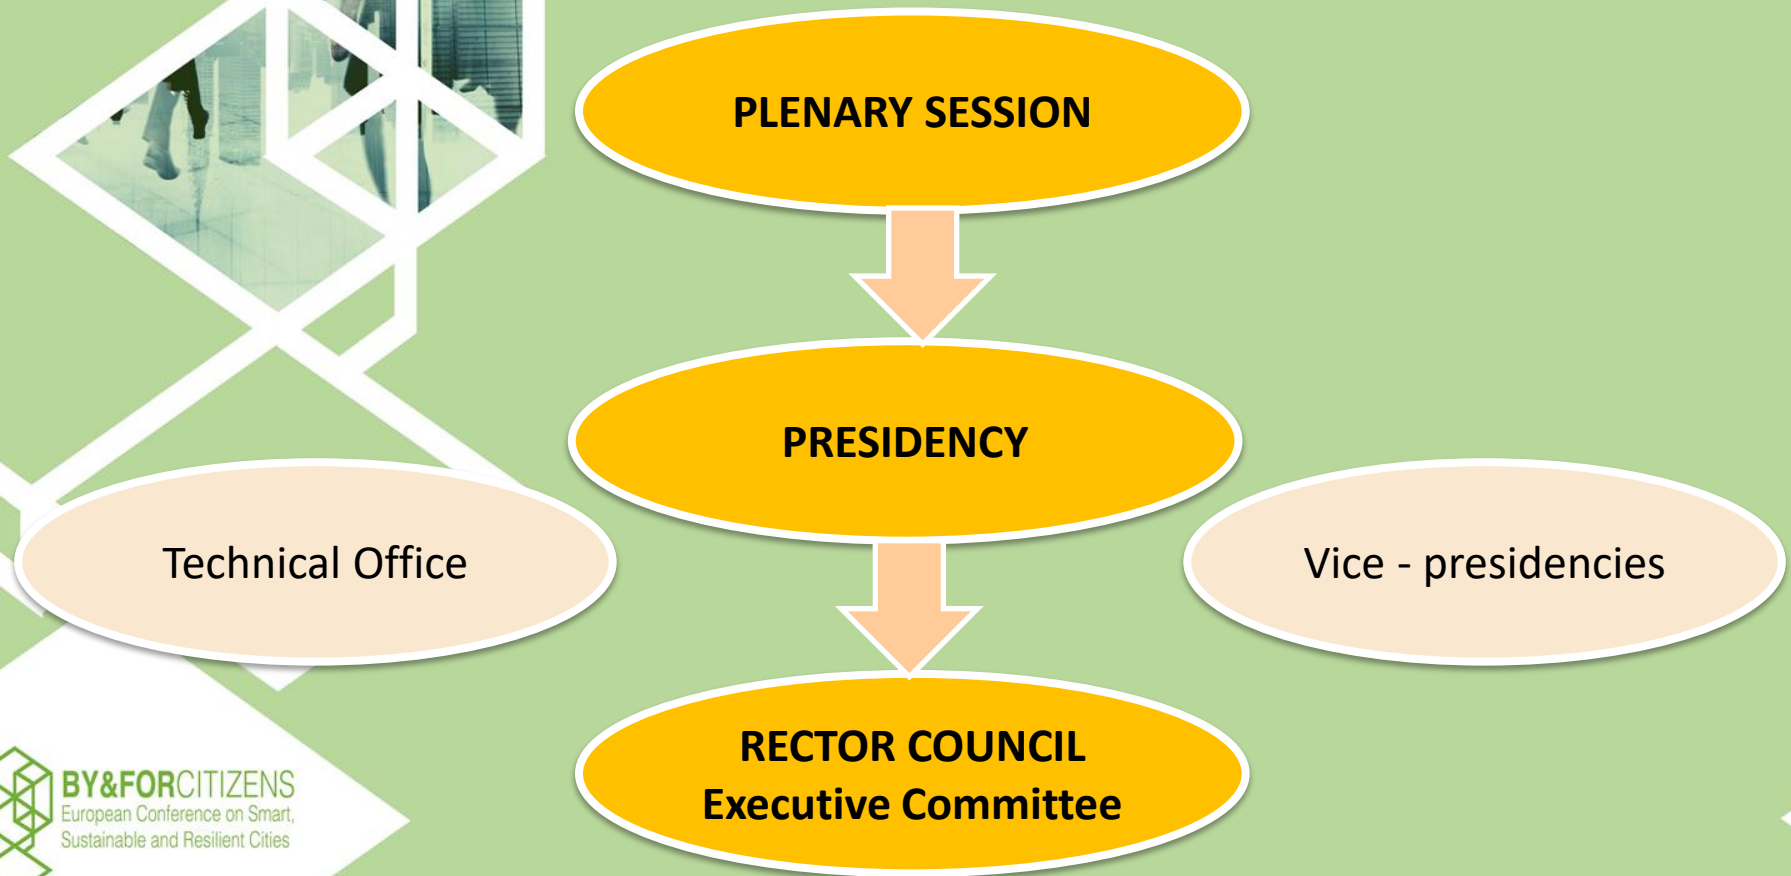 PLENARY SESSION
PRESIDENCY
Technical Office
Vice - presidencies
RECTOR COUNCIL
Executive Committee
BY&FORCITIZENS
European Conference on Smart,
Sustainable and Resilient Cities